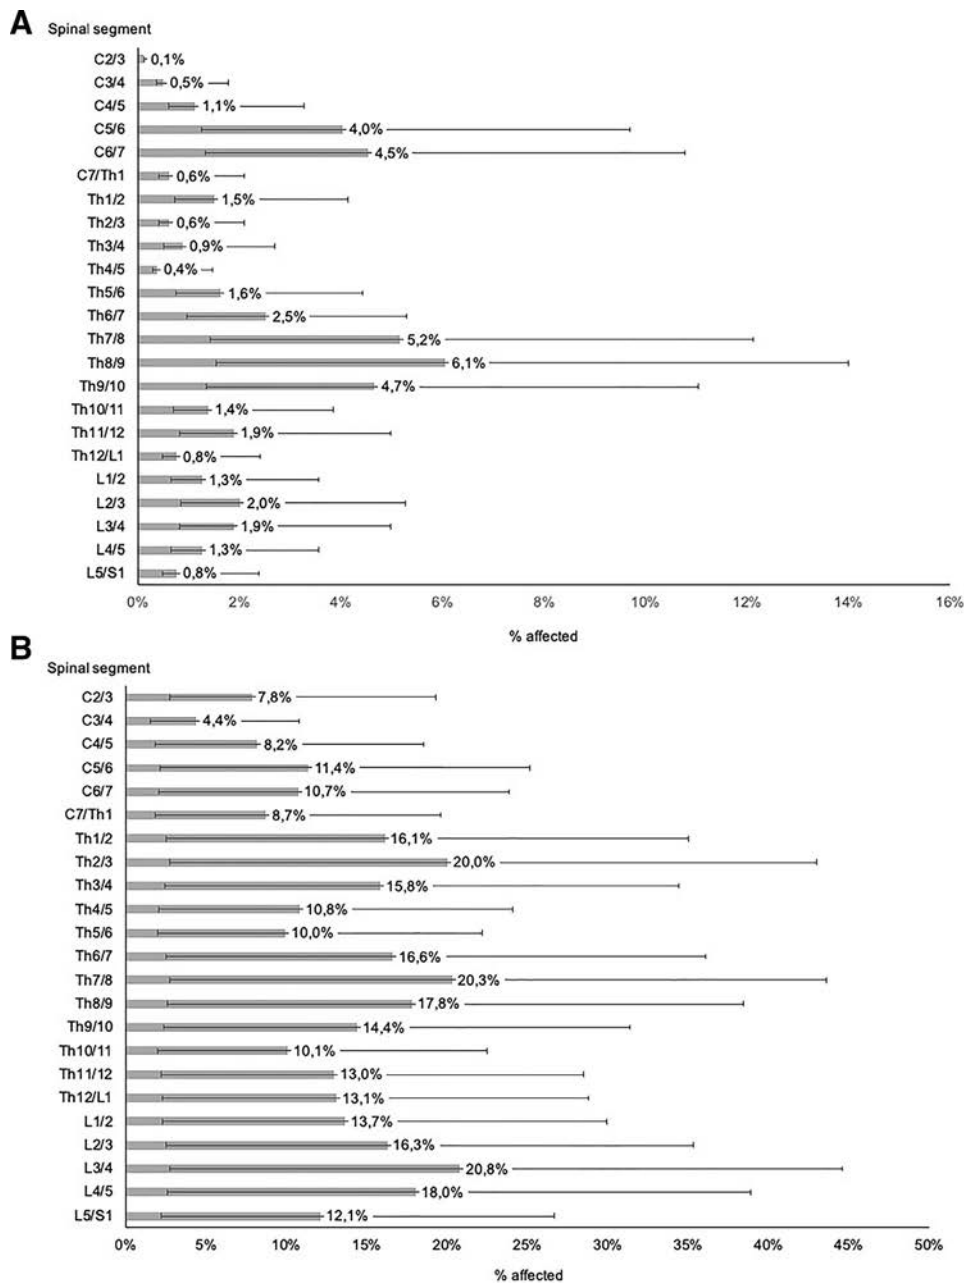 A Spinal segment
C2/3 0,1%
C3/4 0,5%
C4/5 1,1%
C5/6 4,0%
C6/7 4,5%
C7/Th1 0,6%
Th1/2 1,5%
Th2/3 0,6%
Th3/4 0,9%
Th4/5 0,4%
Th5/6 1,6%
Th6/7 2,5%
Th7/8 5,2%
Th8/9 6,1%
Th9/10 4,7%
Th10/11 1,4%
Th11/12 1,9%
Th12/L1 0,8%
L1/2 1,3%
L2/3 2,0%
L3/4 1,9%
L4/5 1,3%
L5/S1 0,8%
0% 2% 4% 6% 8% 10% 12% 14% 16%
% affected
B
Spinal segment
C2/3 7,8%
C3/4 4,4%
C4/5 8,2%
C5/6 11,4%
C6/7 10,7%
C7/Th1 8,7%
Th1/2 16,1%
Th2/3 20,0%
Th3/4 15,8%
Th4/5 10,8%
Th5/6 10,0%
Th6/7 16,6%
Th7/8 20,3%
Th8/9 17,8%
Th9/10 14,4%
Th10/11 10,1%
Th11/12 13,0%
Th12/L1 13,1%
L1/2 13,7%
L2/3 16,3%
L3/4 20,8%
L4/5 18,0%
L5/S1 12,1%
0% 5% 10% 15% 20% 25% 30% 35% 40% 45% 50%
% affected